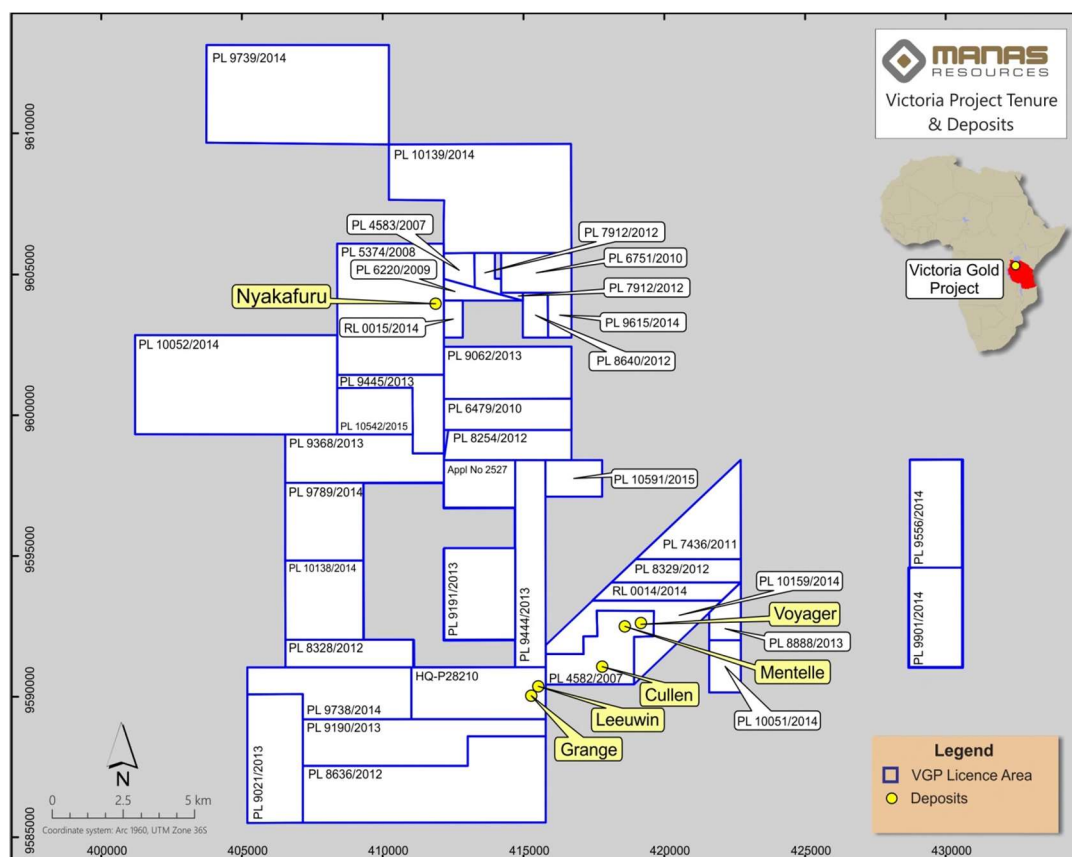 MANAS
RESOURCES
Victoria Project Tenure
& Deposits
PL 9739/2014
9610000
PL 10139/2014
PL 4583/2007
PL 7912/2012
PL 5374/2008
PL 6751/2010
PL 6220/2009
9605000
Victoria Gold
Project
PL 7912/2012
Nyakafuru
RL 0015/2014
PL 9615/2014
PL 10052/2014
PL 8640/2012
PL 9062/2013
PL 9445/2013
9600000
PL 6479/2010
PL 10542/2015
PL 9368/2013
PL 8254/2012
Appl No 2527
PL 10591/2015
PL 9789/2014
PL 9556/2014
9595000
PL 7436/2011
PL 10138/2014
PL 8329/2012
PL 10159/2014
RL 0014/2014
PL 9191/2013
PL 9444/2013
Voyager
PL 8888/2013
PL 9901/2014
PL 8328/2012
Mentelle
HQ-P28210
PL 4582/2007
9590000
Cullen
PL 9738/2014
Leeuwin
PL 10051/2014
PL 9190/2013
Grange
PL 9021/2013
PL 8636/2012
Legend
VGP Licence Area
Deposits
N
0 2.5 5 km
Coordinate system: Arc 1960, UTM Zone 36S
9585000
400000 405000 410000 415000 420000 425000 430000